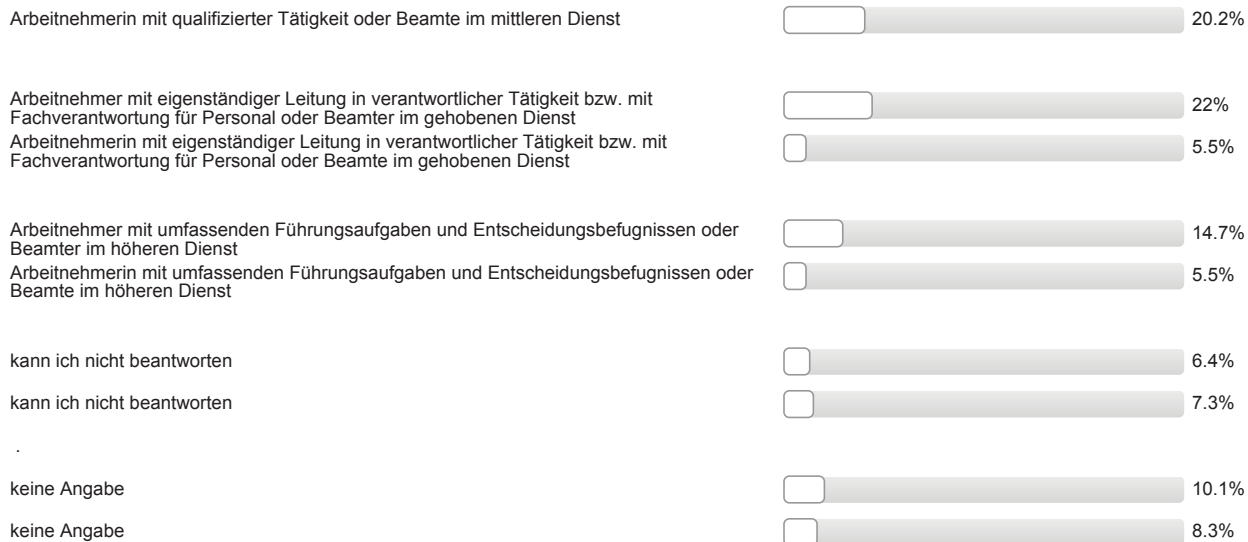 Arbeitnehmerin mit qualifizierter Tätigkeit oder Beamte im mittleren Dienst 20.2%
Arbeitnehmer mit eigenständiger Leitung in verantwortlicher Tätigkeit bzw. mit
Fachverantwortung für Personal oder Beamter im gehobenen Dienst 22%
Arbeitnehmerin mit eigenständiger Leitung in verantwortlicher Tätigkeit bzw. mit
Fachverantwortung für Personal oder Beamte im gehobenen Dienst 5.5%
Arbeitnehmer mit umfassenden Führungsaufgaben und Entscheidungsbefugnissen oder
Beamter im höheren Dienst 14.7%
Arbeitnehmerin mit umfassenden Führungsaufgaben und Entscheidungsbefugnissen oder
Beamte im höheren Dienst 5.5%
kann ich nicht beantworten 6.4%
kann ich nicht beantworten 7.3%
.
keine Angabe 10.1%
keine Angabe 8.3%